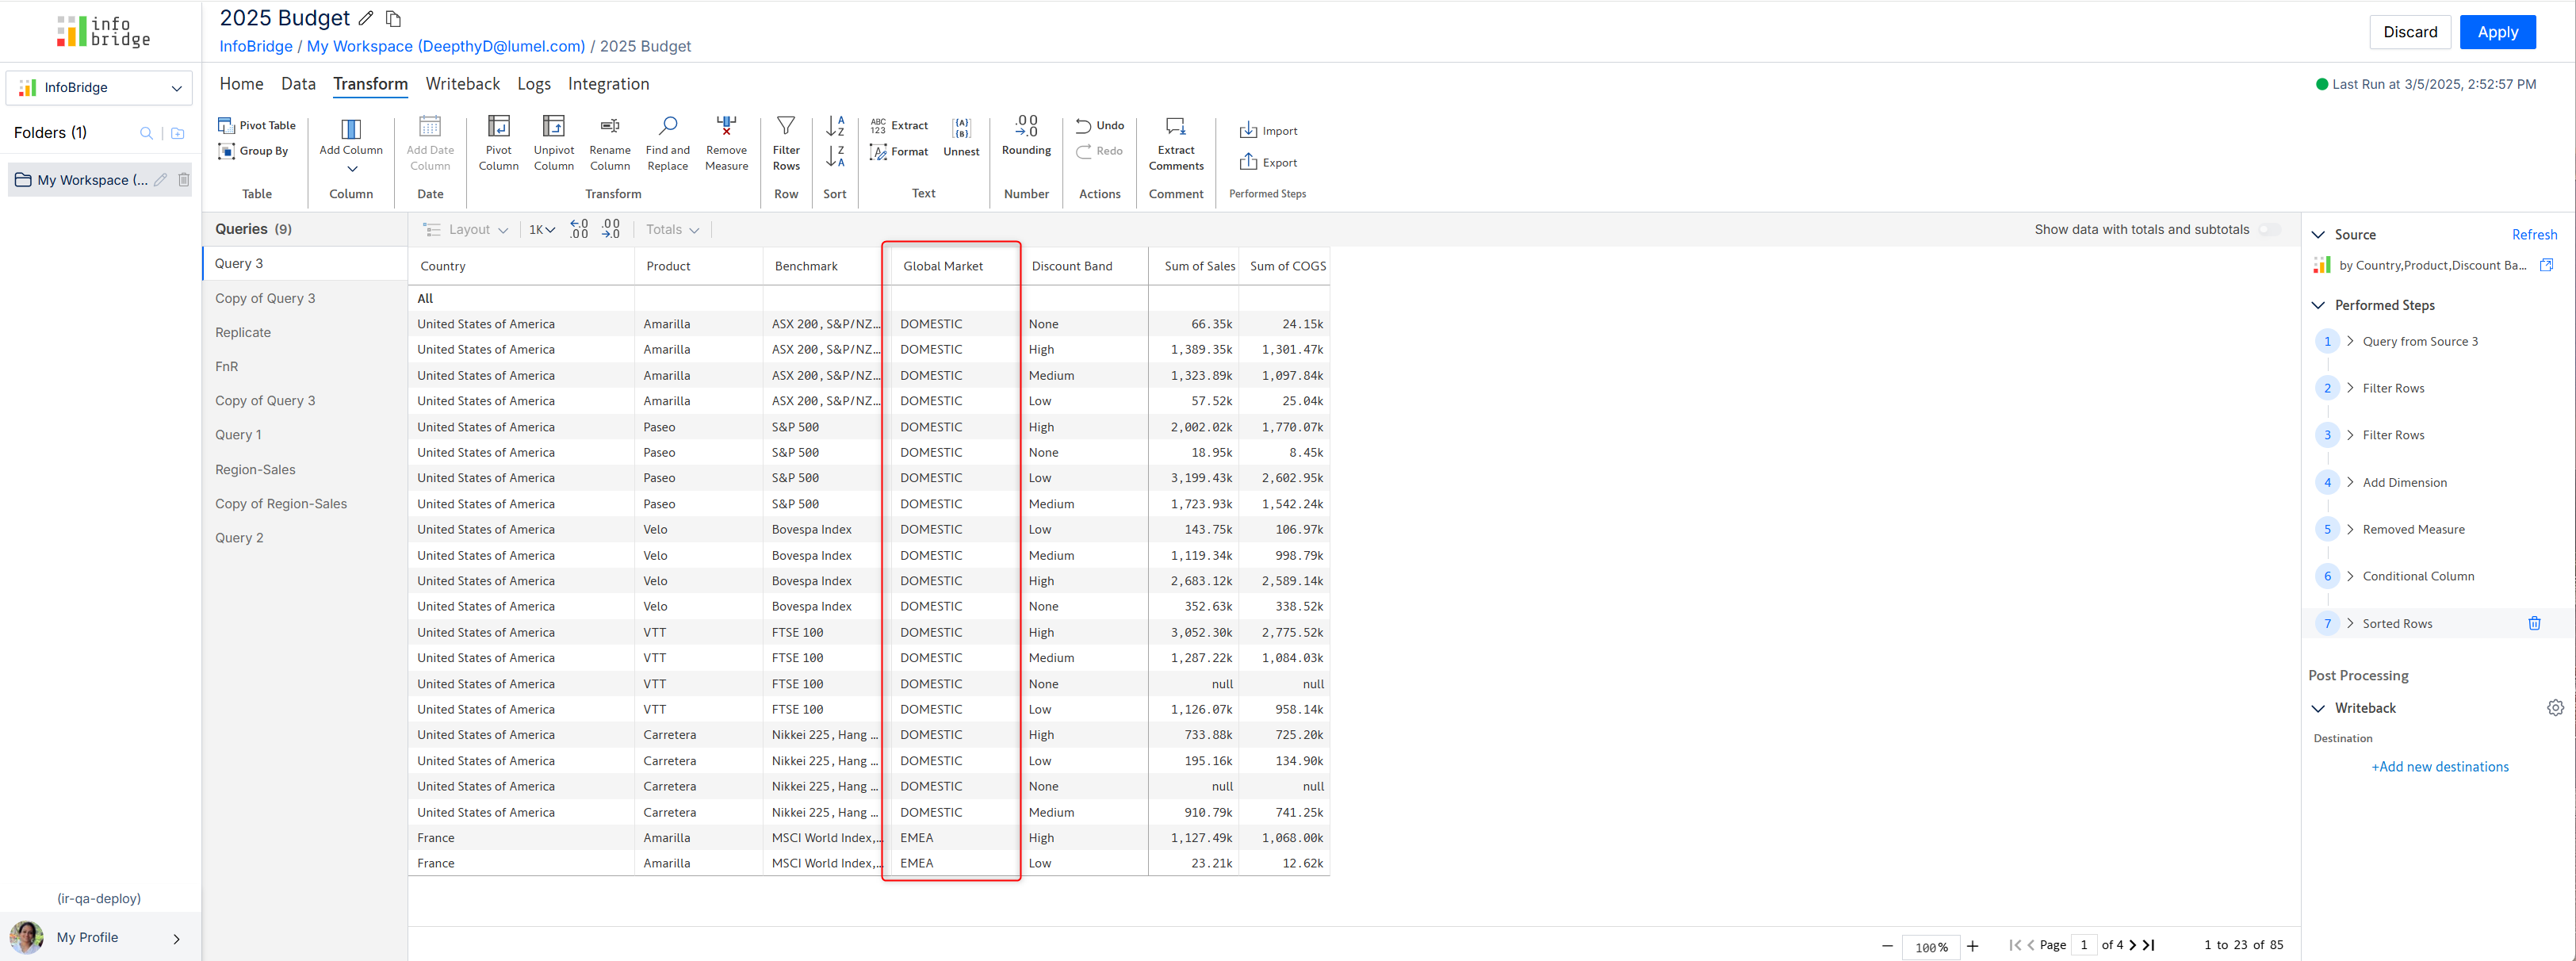 info
bridge
2025 Budget
InfoBridge / My Workspace (DeepthyD@lumel.com) / 2025 Budget
Discard Apply
InfoBridge
Home Data Transform Writeback Logs Integration
Last Run at 3/5/2025, 2:52:57 PM
Folders (1)
My Workspace (...
Pivot Table
Group By
Table
Add Column
Column
Add Date
Column
Date
Pivot
Column
Unpivot
Column
Rename
Column
Find and
Replace
Remove
Measure
Transform
Filter
Rows
Row
A
Z
Z
A
Sort
ABC
123
Extract
Format
{A}
{B}
Unnest
Text
.00
→.0
Rounding
Number
Undo
Redo
Actions
Extract
Comments
Comment
Import
Export
Performed Steps
Queries (9)
Query 3
Copy of Query 3
Replicate
FnR
Copy of Query 3
Query 1
Region-Sales
Copy of Region-Sales
Query 2
Layout 1K ←.0 .00 .00 →.0 Totals
Show data with totals and subtotals
Country Product Benchmark Global Market Discount Band Sum of Sales Sum of COGS
All
United States of America Amarilla ASX 200, S&P/NZ... DOMESTIC None 66.35k 24.15k
United States of America Amarilla ASX 200, S&P/NZ... DOMESTIC High 1,389.35k 1,301.47k
United States of America Amarilla ASX 200, S&P/NZ... DOMESTIC Medium 1,323.89k 1,097.84k
United States of America Amarilla ASX 200, S&P/NZ... DOMESTIC Low 57.52k 25.04k
United States of America Paseo S&P 500 DOMESTIC High 2,002.02k 1,770.07k
United States of America Paseo S&P 500 DOMESTIC None 18.95k 8.45k
United States of America Paseo S&P 500 DOMESTIC Low 3,199.43k 2,602.95k
United States of America Paseo S&P 500 DOMESTIC Medium 1,723.93k 1,542.24k
United States of America Velo Bovespa Index DOMESTIC Low 143.75k 106.97k
United States of America Velo Bovespa Index DOMESTIC Medium 1,119.34k 998.79k
United States of America Velo Bovespa Index DOMESTIC High 2,683.12k 2,589.14k
United States of America Velo Bovespa Index DOMESTIC None 352.63k 338.52k
United States of America VTT FTSE 100 DOMESTIC High 3,052.30k 2,775.52k
United States of America VTT FTSE 100 DOMESTIC Medium 1,287.22k 1,084.03k
United States of America VTT FTSE 100 DOMESTIC None null null
United States of America VTT FTSE 100 DOMESTIC Low 1,126.07k 958.14k
United States of America Carretera Nikkei 225, Hang ... DOMESTIC High 733.88k 725.20k
United States of America Carretera Nikkei 225, Hang ... DOMESTIC Low 195.16k 134.90k
United States of America Carretera Nikkei 225, Hang ... DOMESTIC None null null
United States of America Carretera Nikkei 225, Hang ... DOMESTIC Medium 910.79k 741.25k
France Amarilla MSCI World Index,... EMEA High 1,127.49k 1,068.00k
France Amarilla MSCI World Index,... EMEA Low 23.21k 12.62k
Source Refresh
by Country,Product,Discount Ba...
Performed Steps
1 Query from Source 3
2 Filter Rows
3 Filter Rows
4 Add Dimension
5 Removed Measure
6 Conditional Column
7 Sorted Rows
Post Processing
Writeback
Destination
+Add new destinations
(ir-qa-deploy)
My Profile
− 100% + Page 1 of 4 1 to 23 of 85